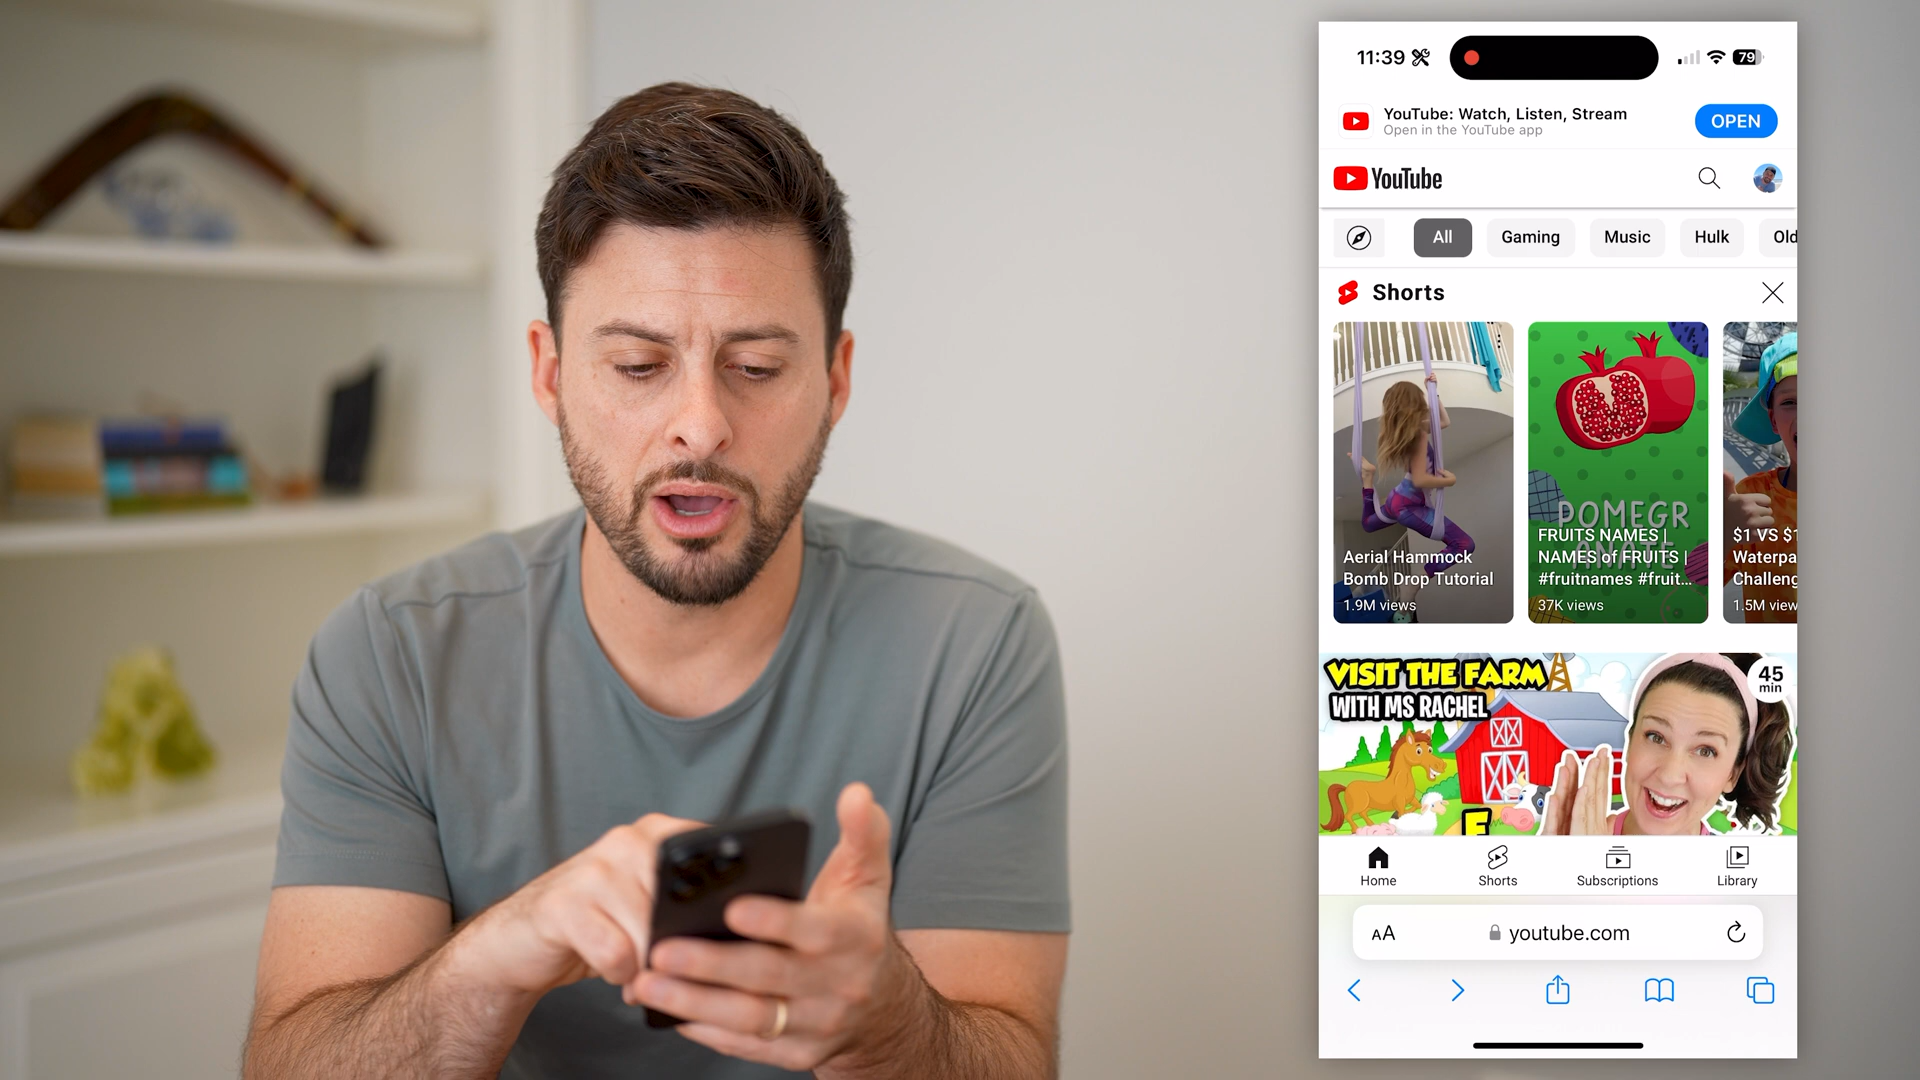 11:39
79
YouTube: Watch, Listen, Stream
Open in the YouTube app
OPEN
YouTube
All
Gaming
Music
Hulk
Old
Shorts
POMEGR
ANATE
Aerial Hammock
Bomb Drop Tutorial
1.9M views
FRUITS NAMES |
NAMES of FRUITS |
#fruitnames #fruit...
37K views
$1 VS $1
Waterpa
Challeng
1.5M view
VISIT THE FARM
WITH MS RACHEL
45
min
F
Home
Shorts
Subscriptions
Library
AA
youtube.com